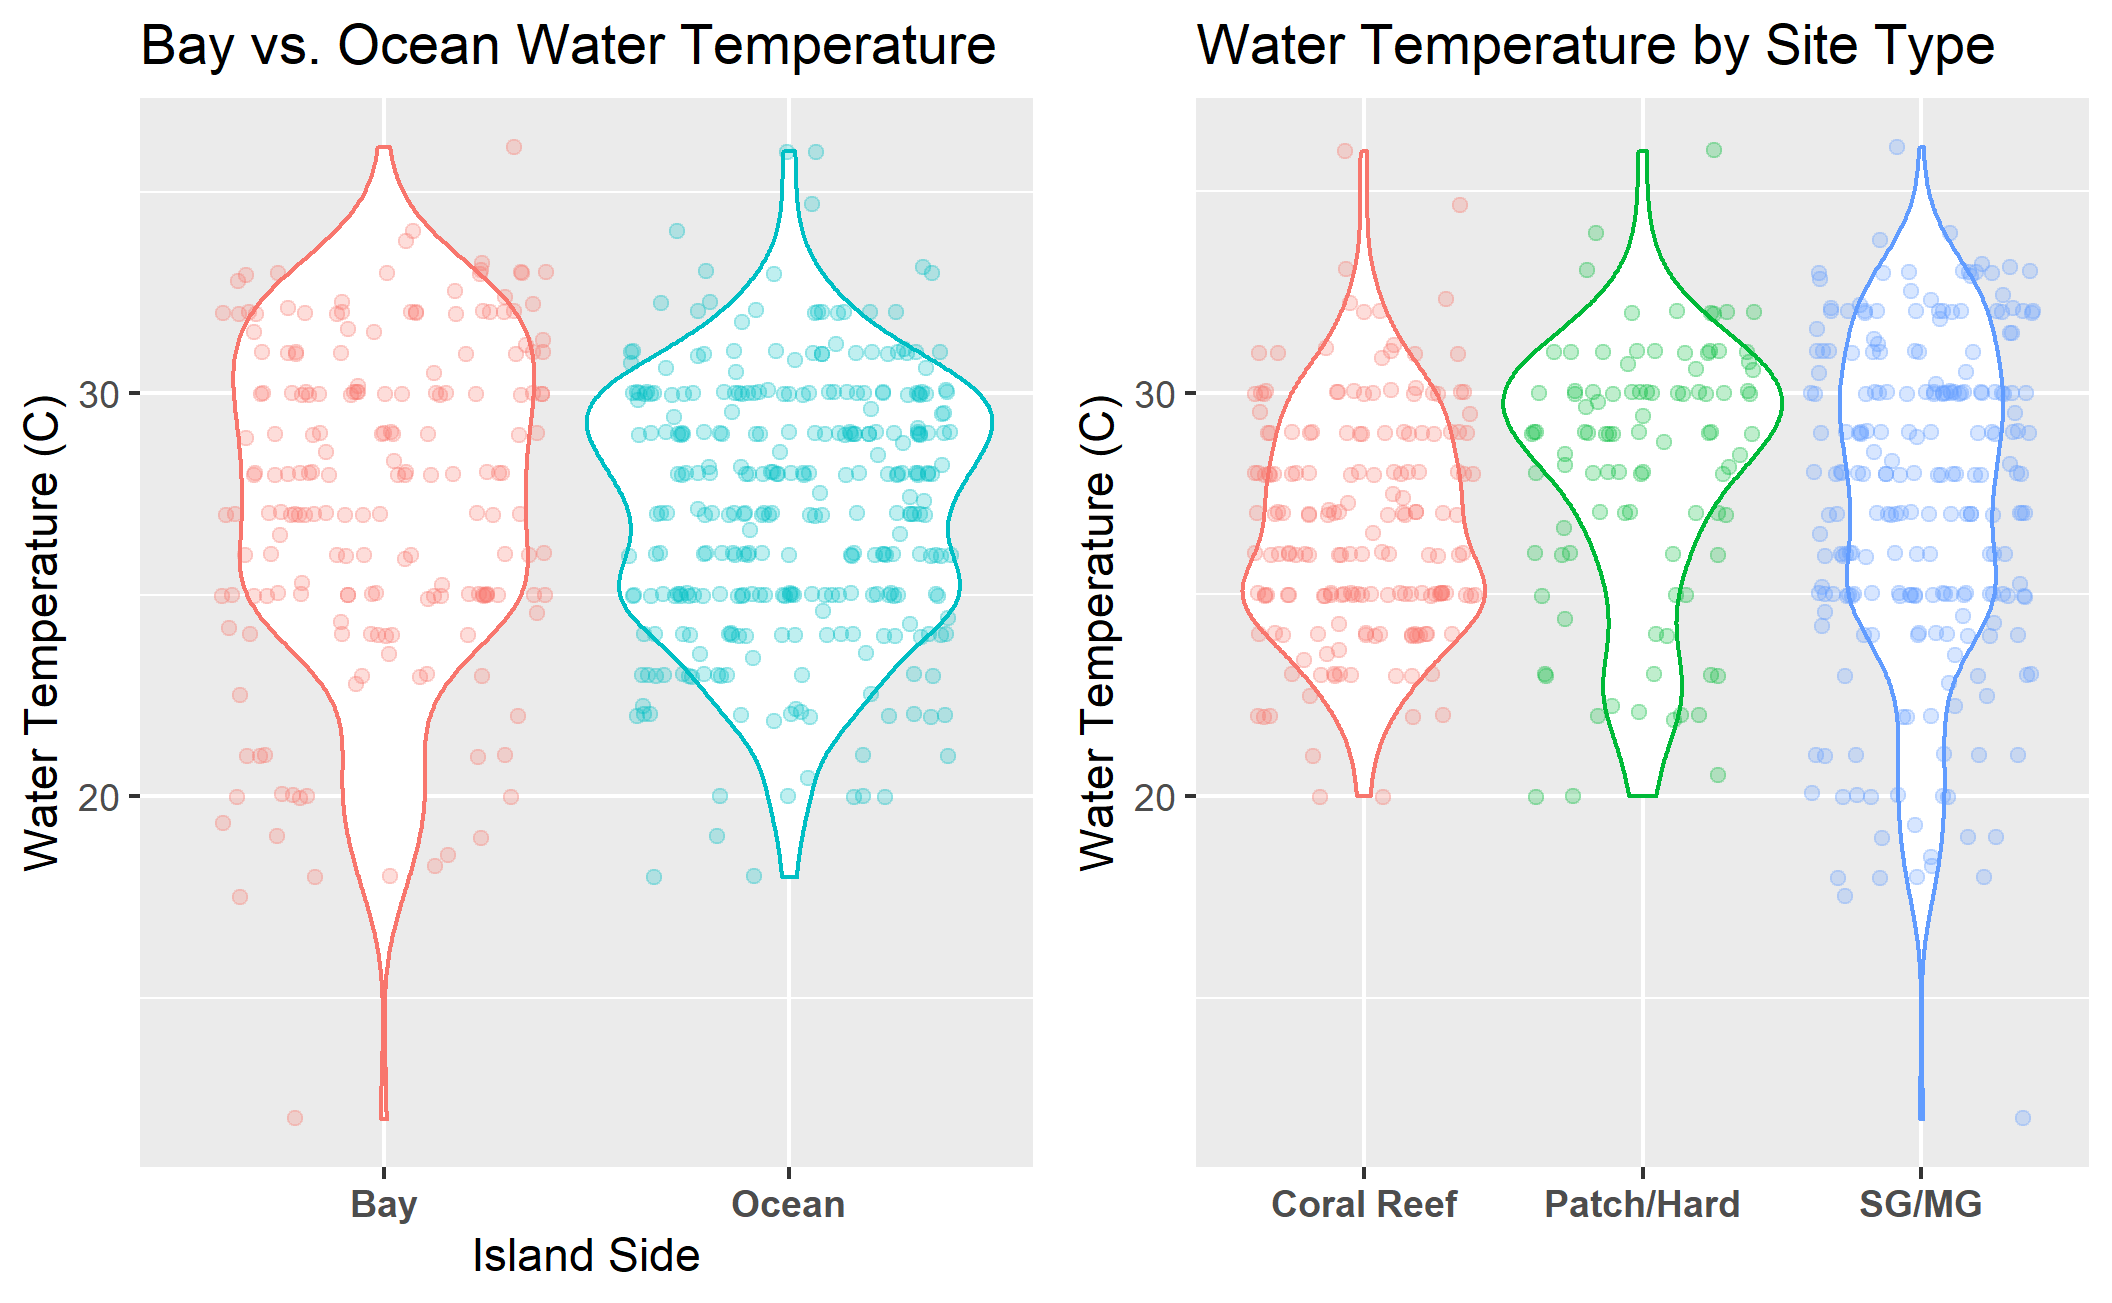 Bay vs. Ocean Water Temperature
Water Temperature (C)
30
20
Bay
Ocean
Island Side
Water Temperature by Site Type
Water Temperature (C)
30
20
Coral Reef
Patch/Hard
SG/MG